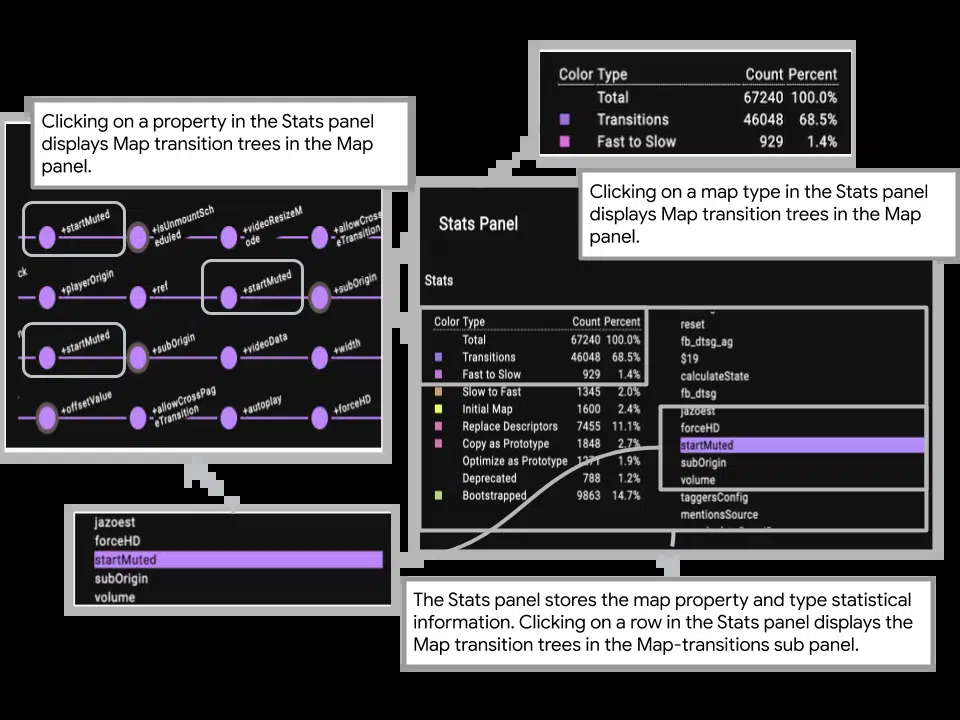 Color Type Count Percent
Total 67240 100.0%
Transitions 46048 68.5%
Fast to Slow 929 1.4%
Clicking on a property in the Stats panel
displays Map transition trees in the Map
panel.
Clicking on a map type in the Stats panel
displays Map transition trees in the Map
panel.
+startMuted
+isUnmountSch
eduled
+videoResizeM
ode
+allowCross
eTransition
ck
+playerOrigin
+ref
+startMuted
+subOrigin
+startMuted
+subOrigin
+videoData
+width
+offsetValue
+allowCrossPag
eTransition
+autoplay
+forceHD
Stats Panel
Stats
Color Type Count Percent
Total 67240 100.0%
Transitions 46048 68.5%
Fast to Slow 929 1.4%
Slow to Fast 1345 2.0%
Initial Map 1600 2.4%
Replace Descriptors 7455 11.1%
Copy as Prototype 1848 2.7%
Optimize as Prototype 1271 1.9%
Deprecated 788 1.2%
Bootstrapped 9863 14.7%
reset
fb_dtsg_ag
$19
calculateState
fb_dtsg
jazoest
forceHD
startMuted
subOrigin
volume
taggersConfig
mentionsSource
jazoest
forceHD
startMuted
subOrigin
volume
The Stats panel stores the map property and type statistical
information. Clicking on a row in the Stats panel displays the
Map transition trees in the Map-transitions sub panel.